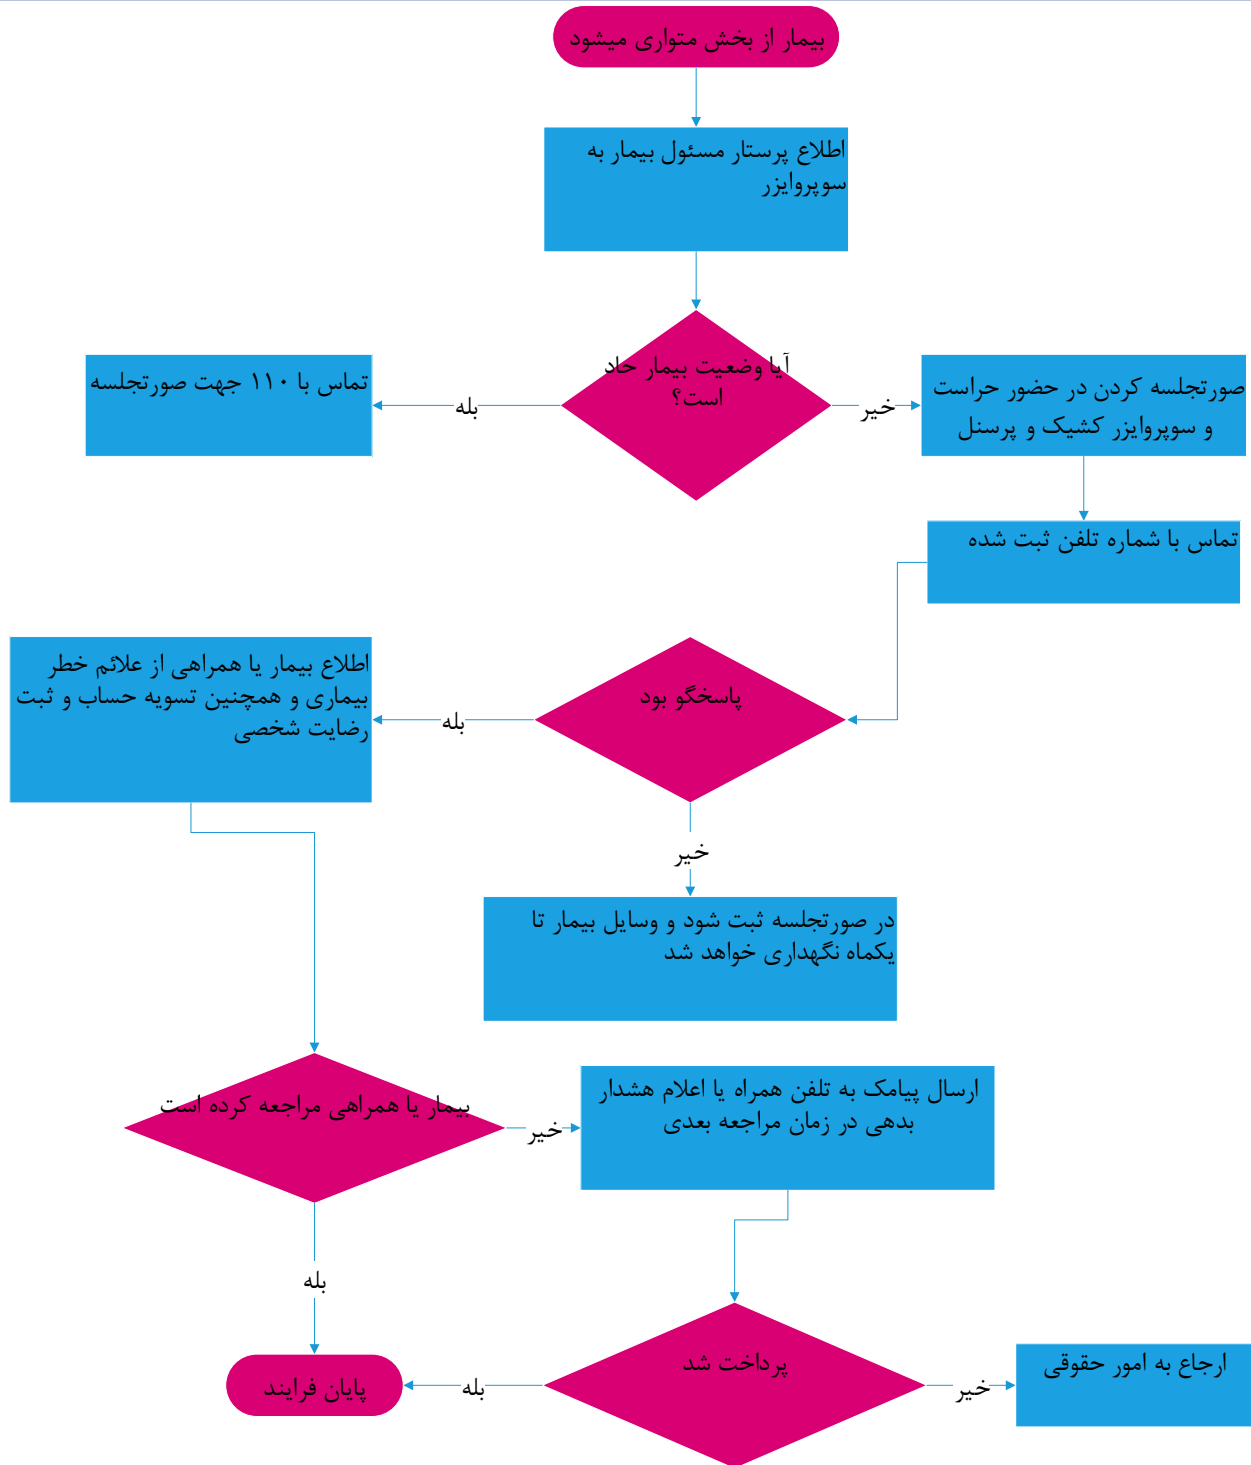 بیمار از بخش متواری میشود
اطلاع پرستار مسئول بیمار به
سوپروایزر
آیا وضعیت بیمار حاد
است؟
خیر
بله
صورتجلسه کردن در حضور حراست
و سوپروایزر کشیک و پرسنل
تماس با ۱۱۰ جهت صورتجلسه
تماس با شماره تلفن ثبت شده
پاسخگو بود
بله
اطلاع بیمار یا همراهی از علائم خطر
بیماری و همچنین تسویه حساب و ثبت
رضایت شخصی
خیر
در صورتجلسه ثبت شود و وسایل بیمار تا
یکماه نگهداری خواهد شد
بیمار یا همراهی مراجعه کرده است
خیر
ارسال پیامک به تلفن همراه یا اعلام هشدار
بدهی در زمان مراجعه بعدی
بله
پرداخت شد
خیر
ارجاع به امور حقوقی
بله
پایان فرایند